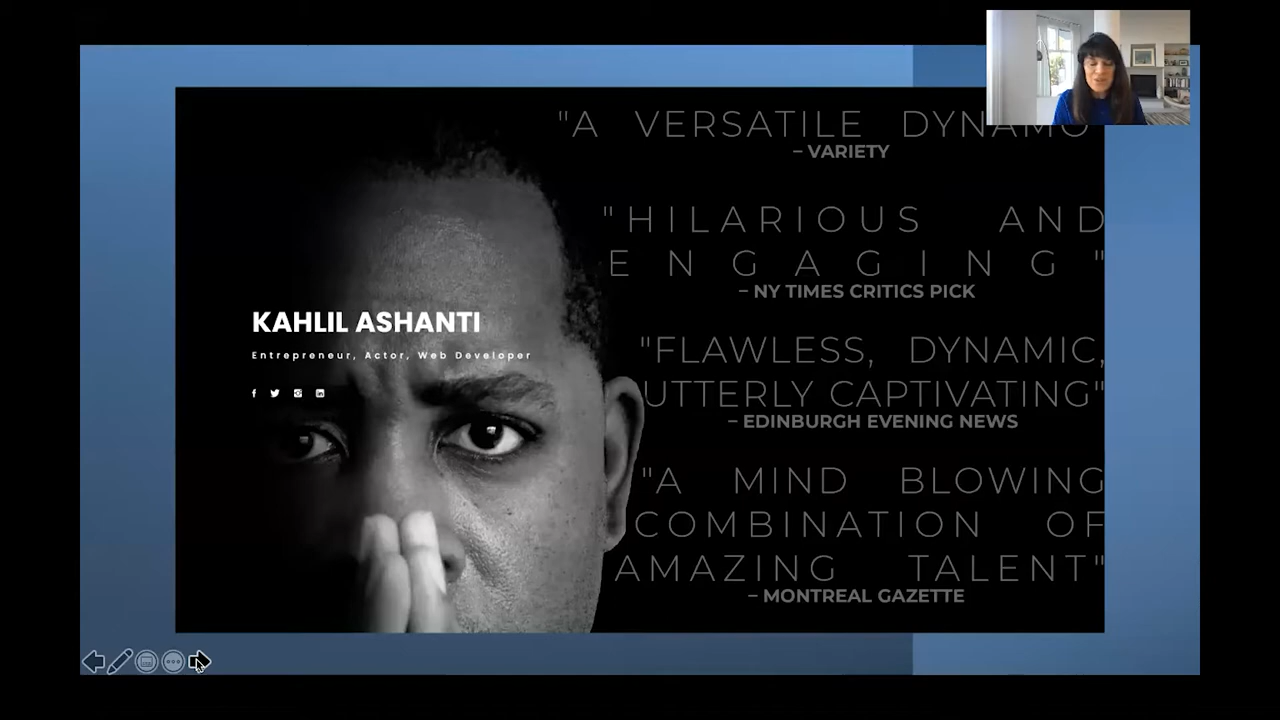 "A VERSATILE DYNAMO"
– VARIETY
"HILARIOUS AND
ENGAGING"
– NY TIMES CRITICS PICK
KAHLIL ASHANTI
Entrepreneur, Actor, Web Developer
"FLAWLESS, DYNAMIC,
UTTERLY CAPTIVATING"
– EDINBURGH EVENING NEWS
"A MIND BLOWING
COMBINATION OF
AMAZING TALENT"
– MONTREAL GAZETTE